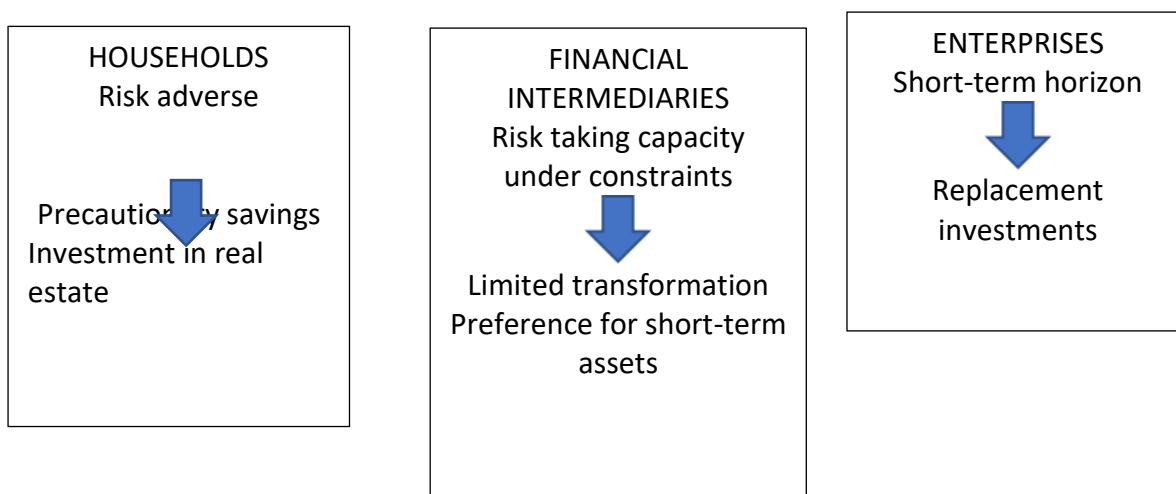 HOUSEHOLDS
Risk adverse
Precautionary savings
Investment in real
estate
FINANCIAL
INTERMEDIARIES
Risk taking capacity
under constraints
Limited transformation
Preference for short-term
assets
ENTERPRISES
Short-term horizon
Replacement
investments